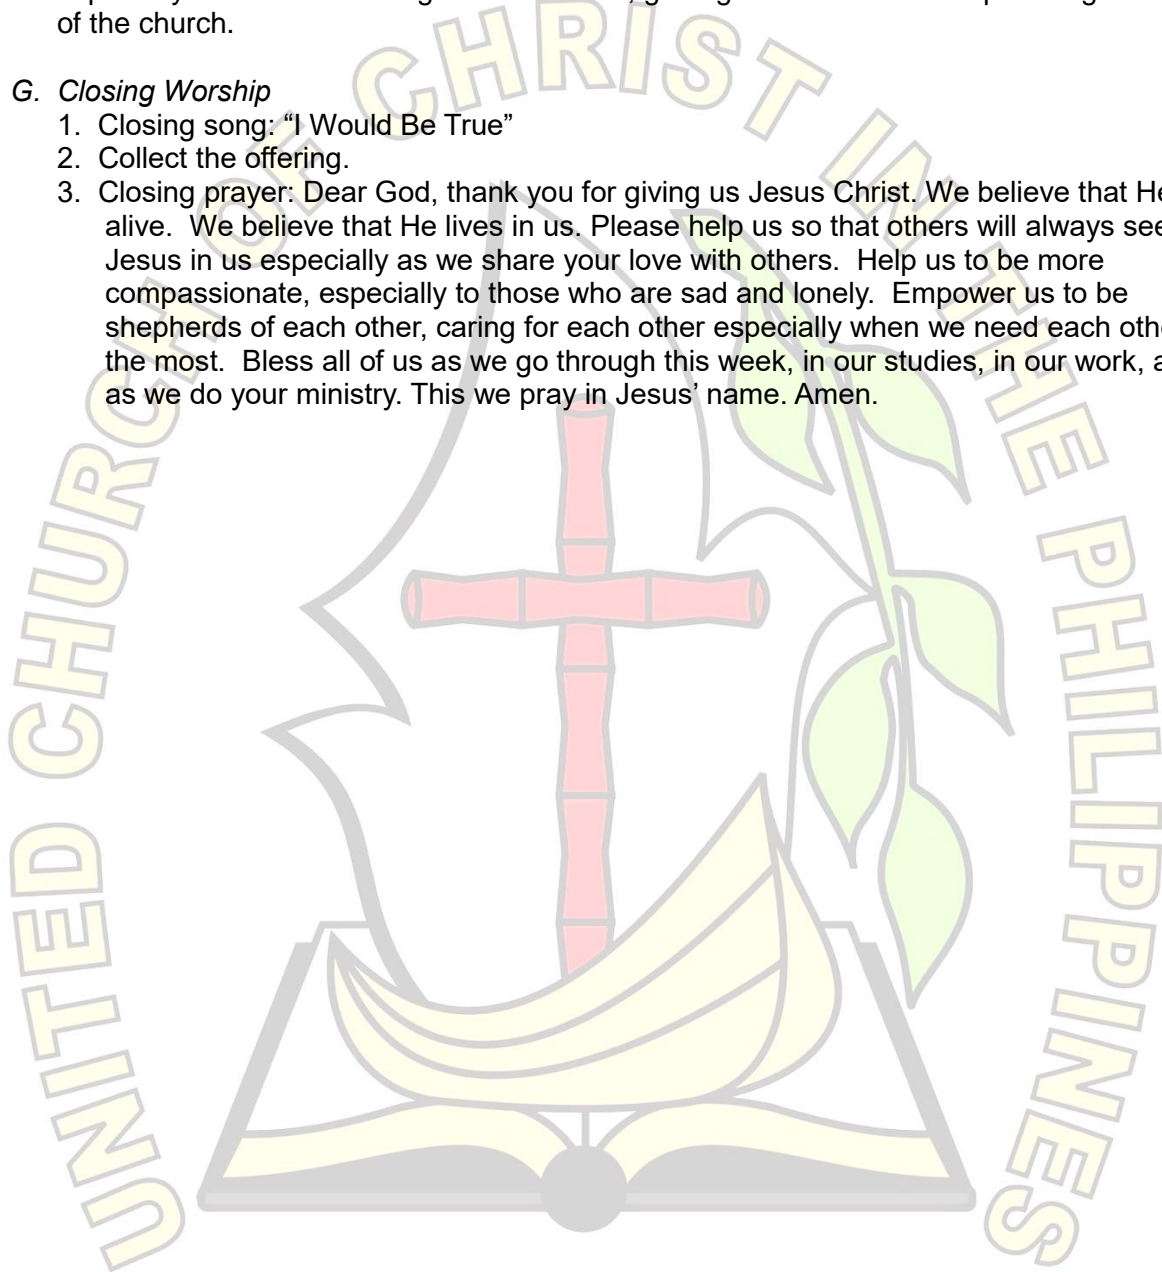 of the church.
G. Closing Worship
1. Closing song: “I Would Be True”
2. Collect the offering.
3. Closing prayer: Dear God, thank you for giving us Jesus Christ. We believe that He
alive.  We believe that He lives in us. Please help us so that others will always see
Jesus in us especially as we share your love with others.  Help us to be more
compassionate, especially to those who are sad and lonely.  Empower us to be
shepherds of each other, caring for each other especially when we need each
the most.  Bless all of us as we go through this week, in our studies, in our work,
as we do your ministry. This we pray in Jesus’ name. Amen.
UNITED CHURCH OF CHRIST IN THE PHILIPPINES